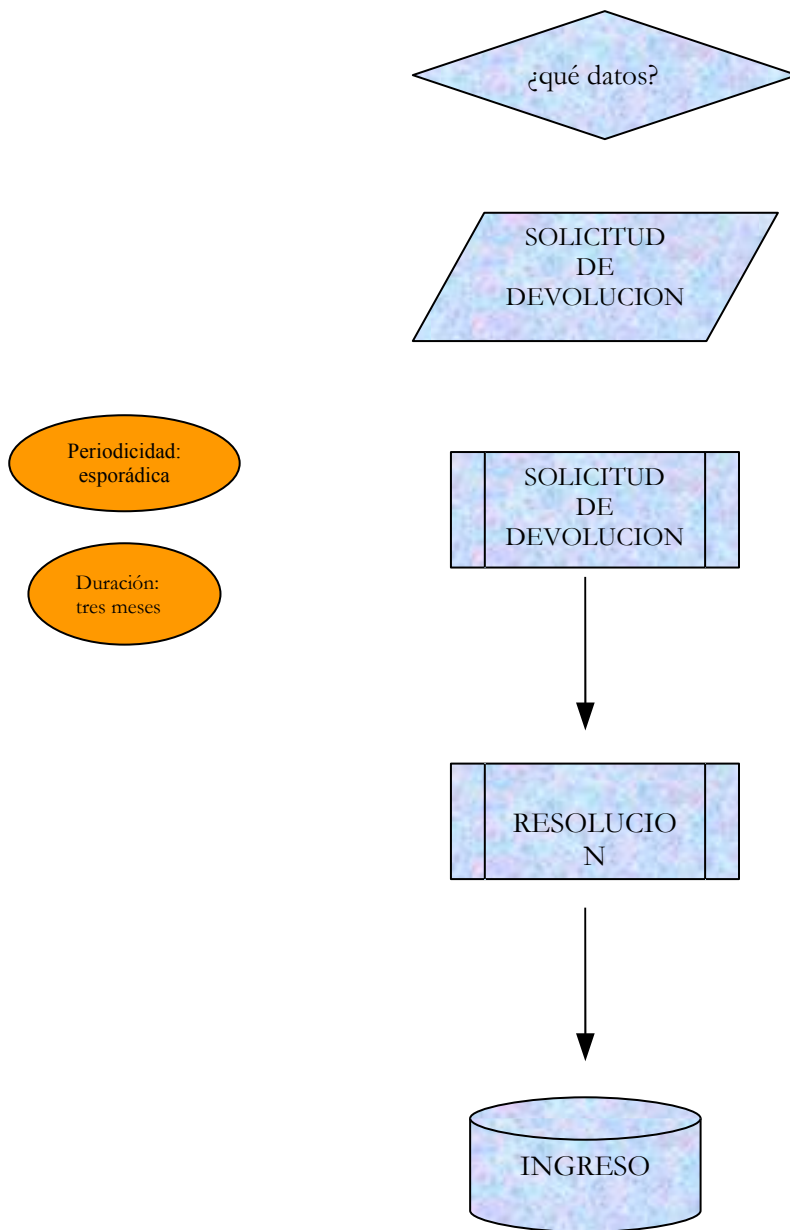 ¿qué datos?
SOLICITUD
DE
DEVOLUCION
Periodicidad:
esporádica
SOLICITUD
DE
DEVOLUCION
Duración:
tres meses
RESOLUCIO
N
INGRESO